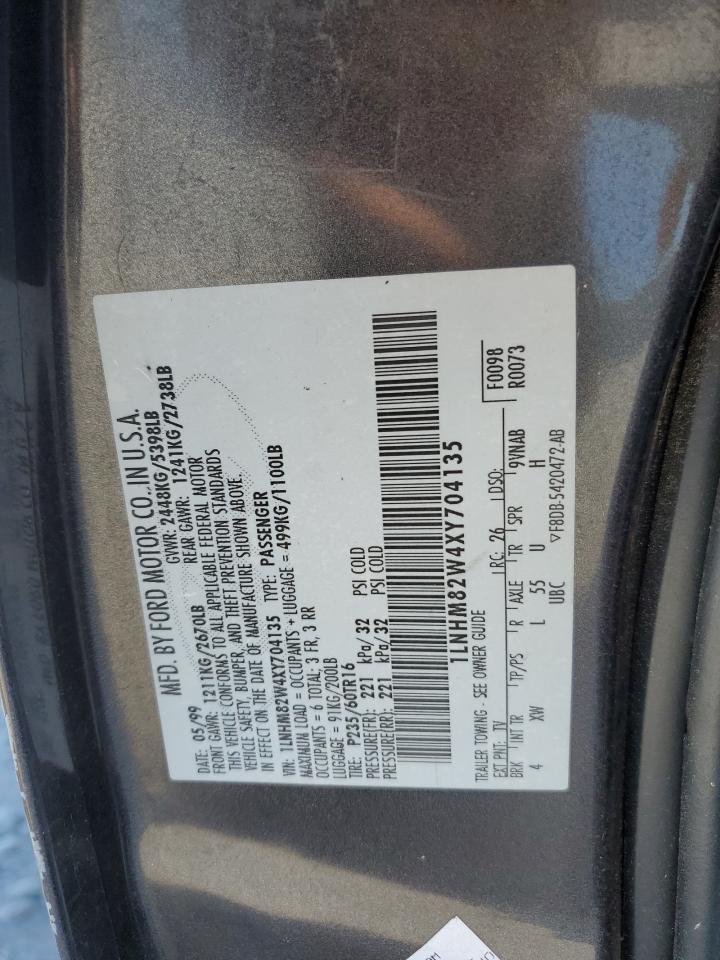 MFD. BY FORD MOTOR CO. IN U.S.A.
DATE: 05/99 GVWR: 2448KG/5398LB
FRONT GAWR: 1211KG/2670LB REAR GAWR: 1241KG/2738LB
THIS VEHICLE CONFORMS TO ALL APPLICABLE FEDERAL MOTOR
VEHICLE SAFETY, BUMPER, AND THEFT PREVENTION STANDARDS
IN EFFECT ON THE DATE OF MANUFACTURE SHOWN ABOVE.
VIN: 1LNHM82W4XY704135 TYPE: PASSENGER
MAXIMUM LOAD = OCCUPANTS + LUGGAGE = 499KG/1100LB
OCCUPANTS = 6 TOTAL; 3 FR, 3 RR
LUGGAGE = 91KG/200LB
TIRE: P235/60TR16
PRESSURE(FR): 221 kPa/32 PSI COLD
PRESSURE(RR): 221 kPa/32 PSI COLD
1LNHM82W4XY704135
TRAILER TOWING - SEE OWNER GUIDE
F0098
R0073
EXT PNT: TV RC: 26 DSO:
BRK INT TR TP/PS R AXLE TR SPR 9VNAB
4 XW L 55 U H
UBC
▽F8DB-5420472-AB